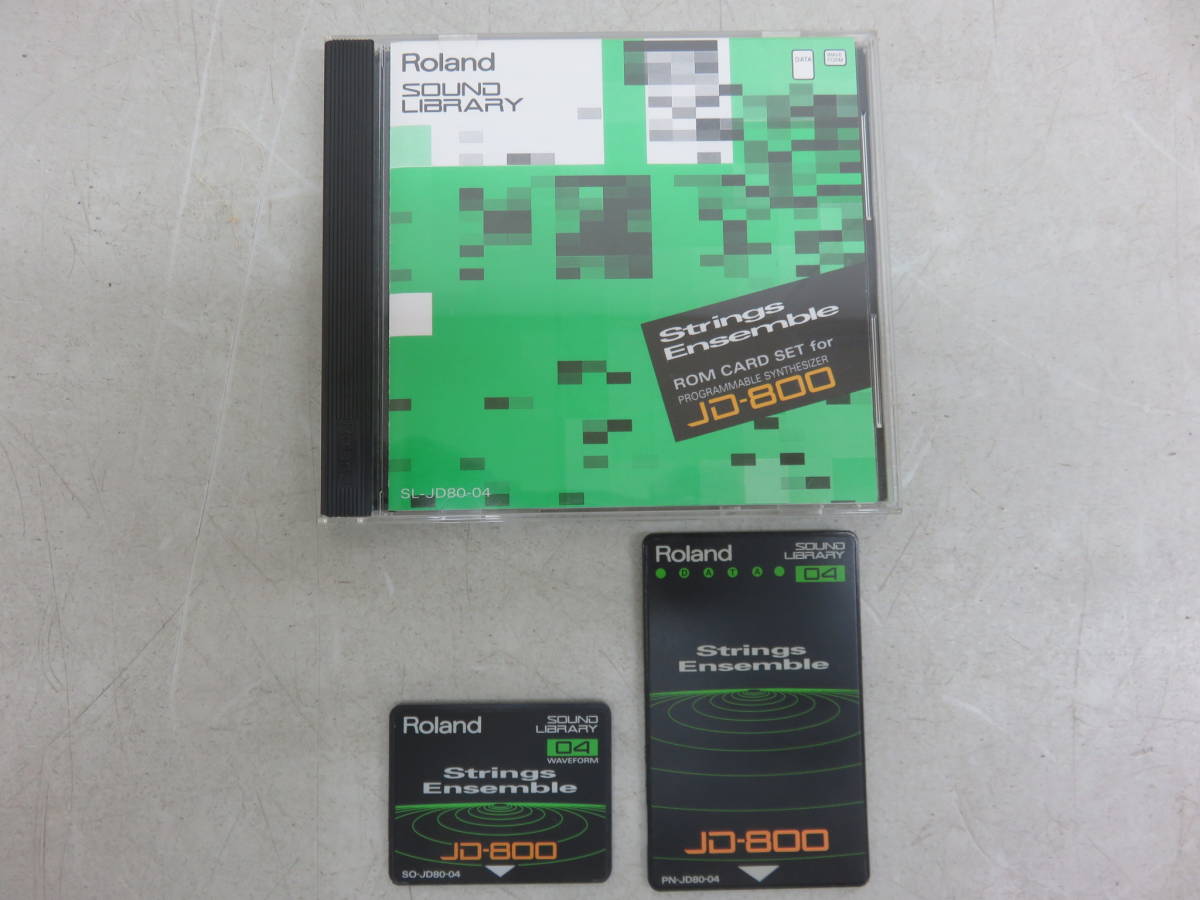 Roland
SOUND
LIBRARY
DATA
WAVE
FORM
Strings
Ensemble
ROM CARD SET for
PROGRAMMABLE SYNTHESIZER
JD-800
SL-JD80-04
Roland
SOUND
LIBRARY
DATA
04
Strings
Ensemble
JD-800
PN-JD80-04
Roland
SOUND
LIBRARY
04
WAVEFORM
Strings
Ensemble
JD-800
SO-JD80-04